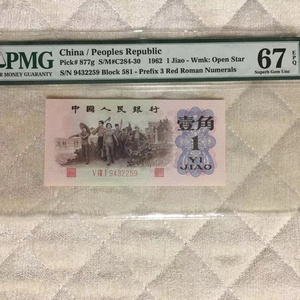 PMG
PAPER MONEY GUARANTY
China / Peoples Republic
Pick# 877g S/M#C284-30 1962 1 Jiao - Wmk: Open Star
S/N 9432259 Block 581 - Prefix 3 Red Roman Numerals
67 EPQ
Superb Gem Unc
中國人民銀行
壹角
1
YI
JIAO
9432259